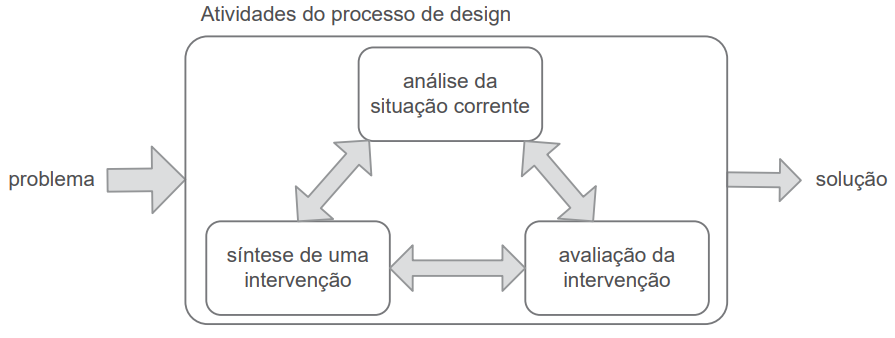 Atividades do processo de design
análise da
situação corrente
problema
solução
síntese de uma
intervenção
avaliação da
intervenção